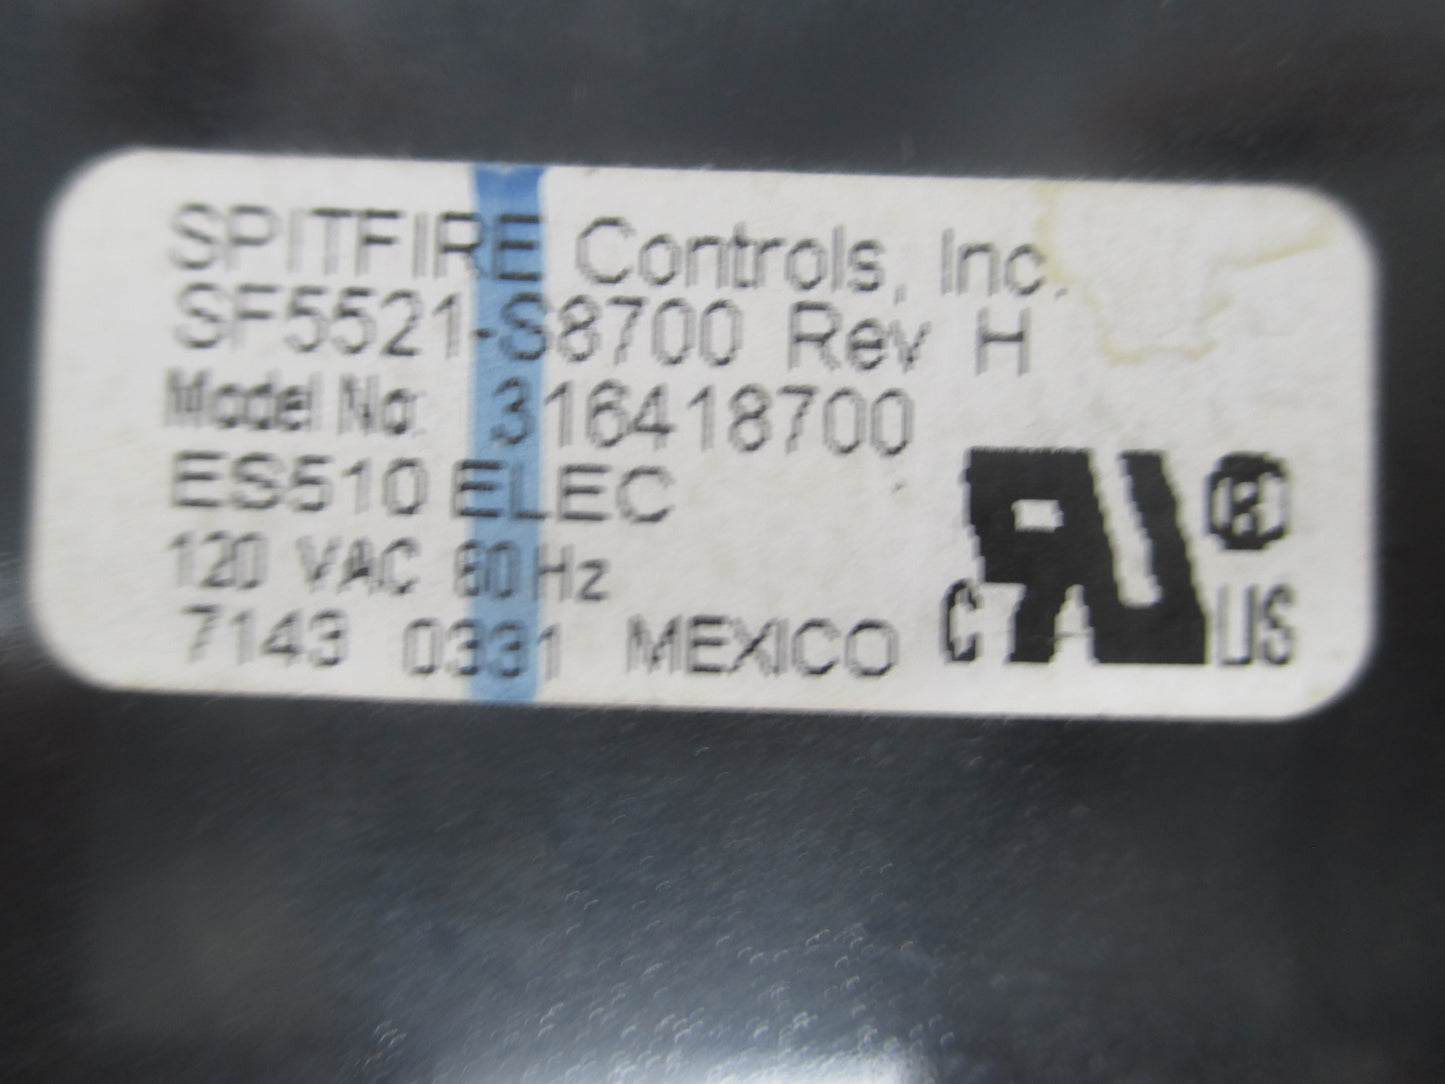 SPITFIRE Controls, Inc.
SF5521-S8700 Rev H
Model No: 316418700
ES510 ELEC
120 VAC 60 Hz
7143 0331 MEXICO
C RU ® US